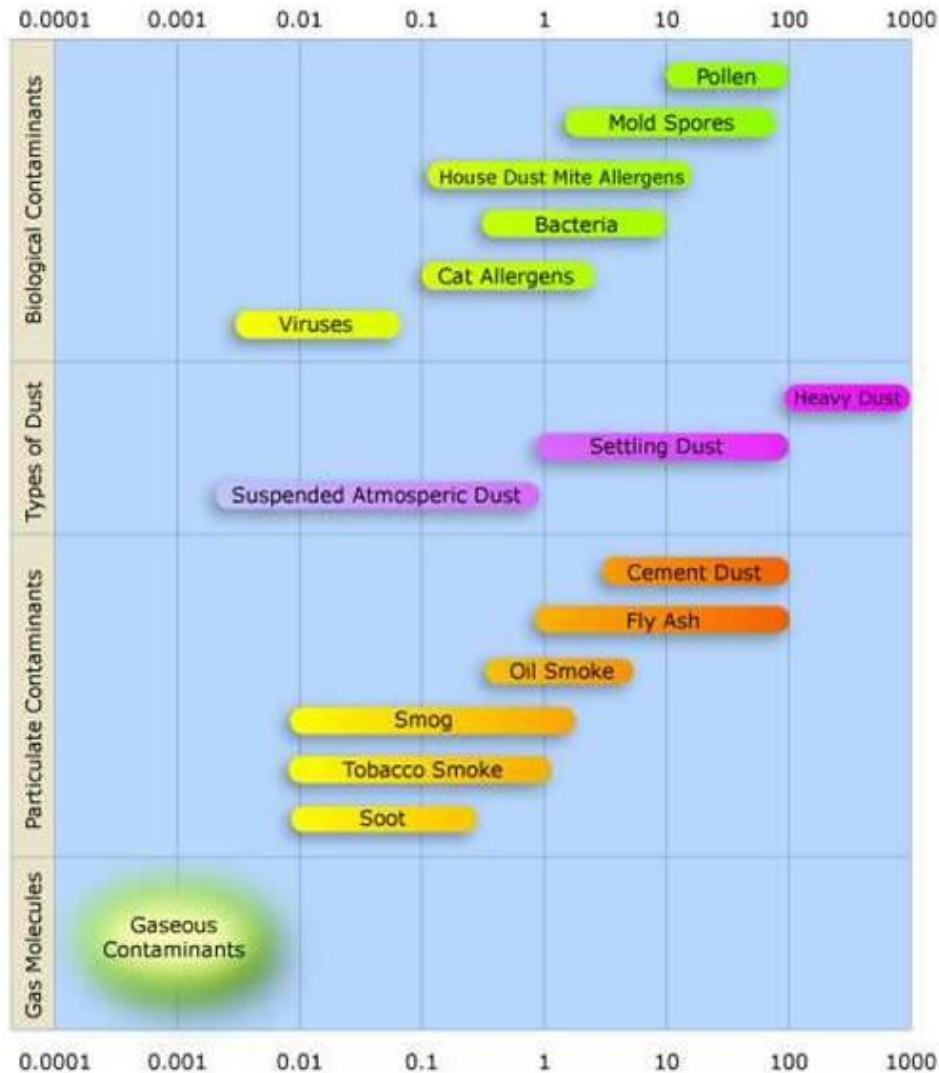 0.0001 0.001 0.01 0.1 1 10 100 1000
Biological Contaminants
Pollen
Mold Spores
House Dust Mite Allergens
Bacteria
Cat Allergens
Viruses
Types of Dust
Heavy Dust
Settling Dust
Suspended Atmosperic Dust
Particulate Contaminants
Cement Dust
Fly Ash
Oil Smoke
Smog
Tobacco Smoke
Soot
Gas Molecules
Gaseous
Contaminants
0.0001 0.001 0.01 0.1 1 10 100 1000